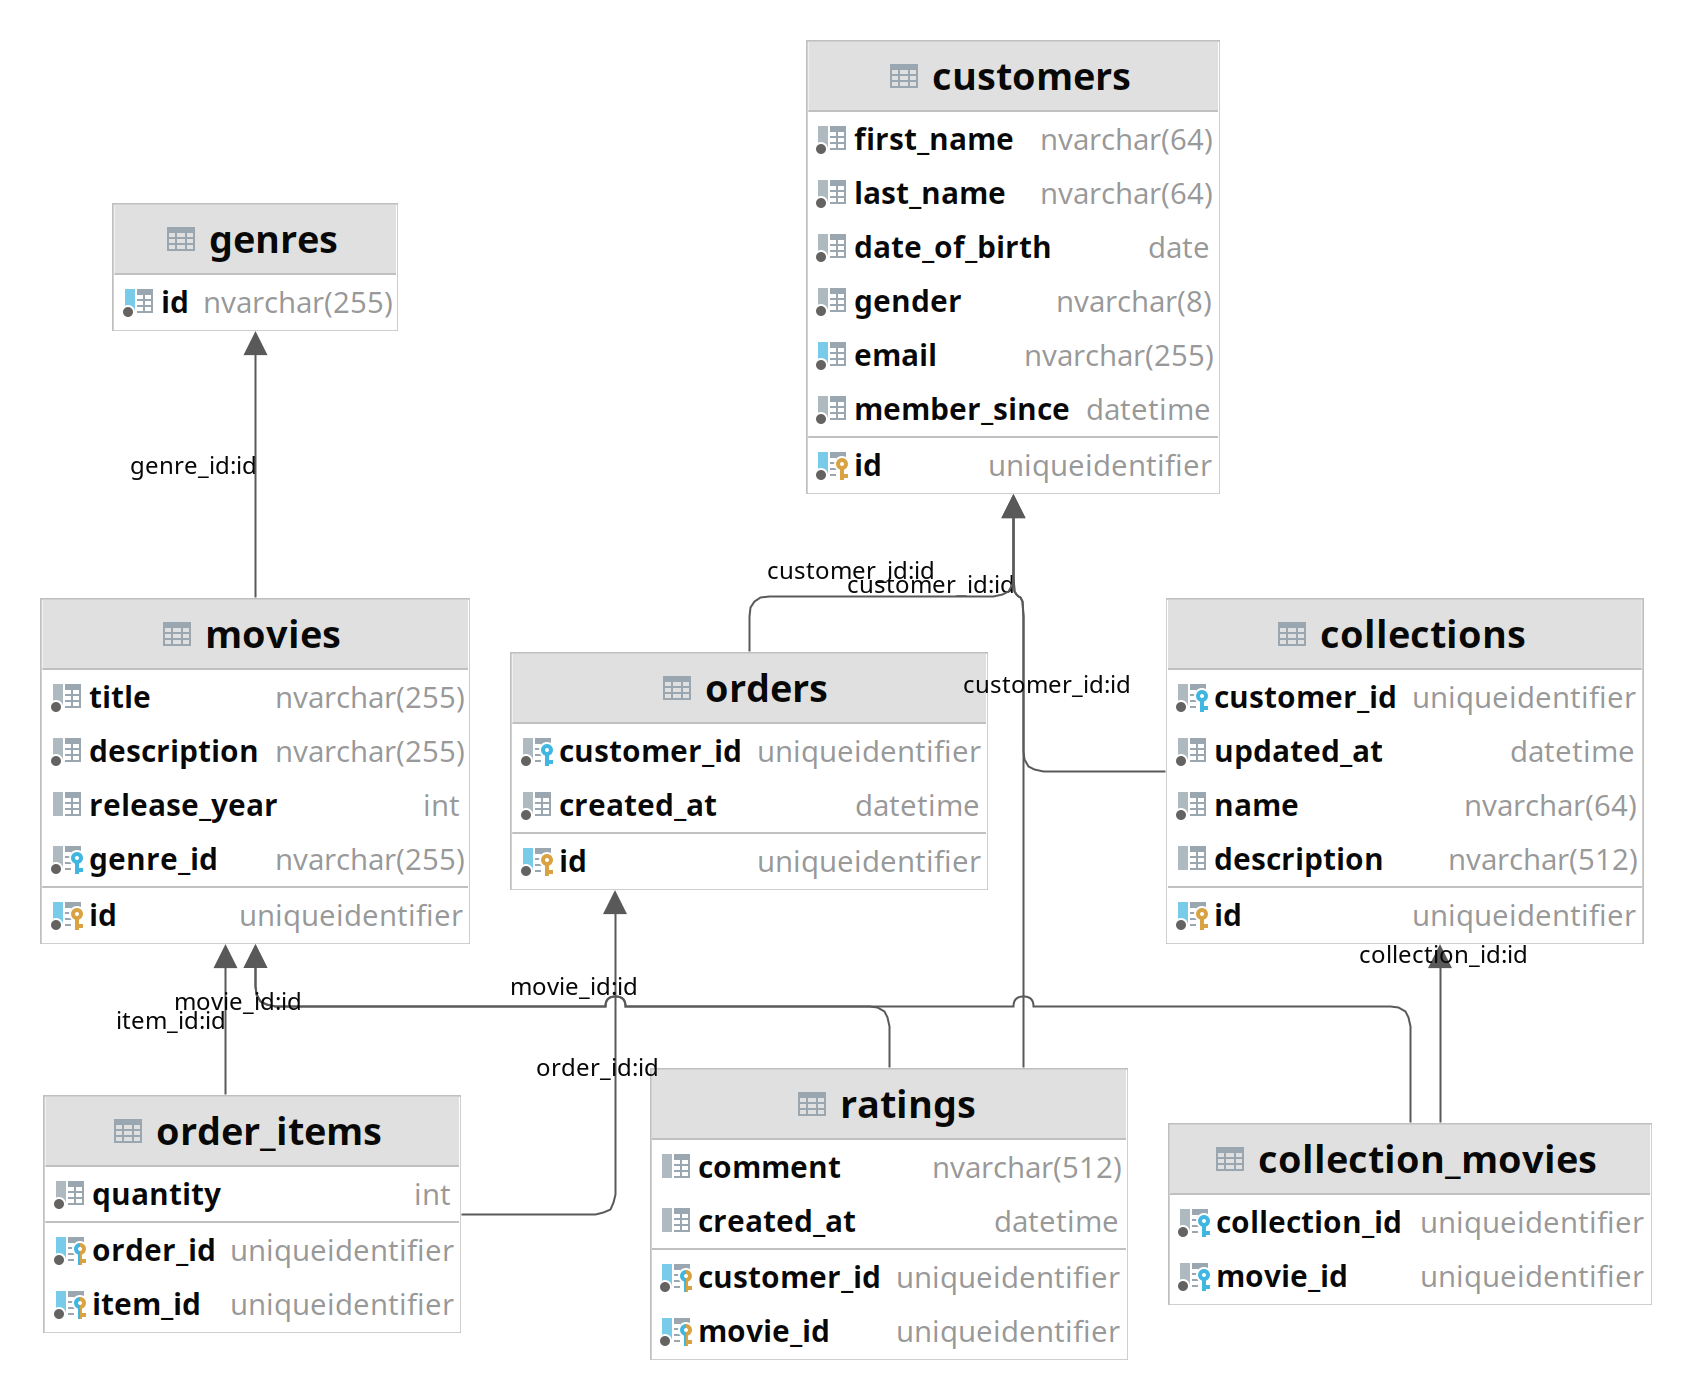 customers
first_name nvarchar(64)
last_name nvarchar(64)
date_of_birth date
gender nvarchar(8)
email nvarchar(255)
member_since datetime
id uniqueidentifier
genres
id nvarchar(255)
genre_id:id
customer_id:id
customer_id:id
customer_id:id
movies
title nvarchar(255)
description nvarchar(255)
release_year int
genre_id nvarchar(255)
id uniqueidentifier
orders
customer_id uniqueidentifier
created_at datetime
id uniqueidentifier
collections
customer_id uniqueidentifier
updated_at datetime
name nvarchar(64)
description nvarchar(512)
id uniqueidentifier
collection_id:id
movie_id:id
movie_id:id
item_id:id
order_id:id
order_items
quantity int
order_id uniqueidentifier
item_id uniqueidentifier
ratings
comment nvarchar(512)
created_at datetime
customer_id uniqueidentifier
movie_id uniqueidentifier
collection_movies
collection_id uniqueidentifier
movie_id uniqueidentifier